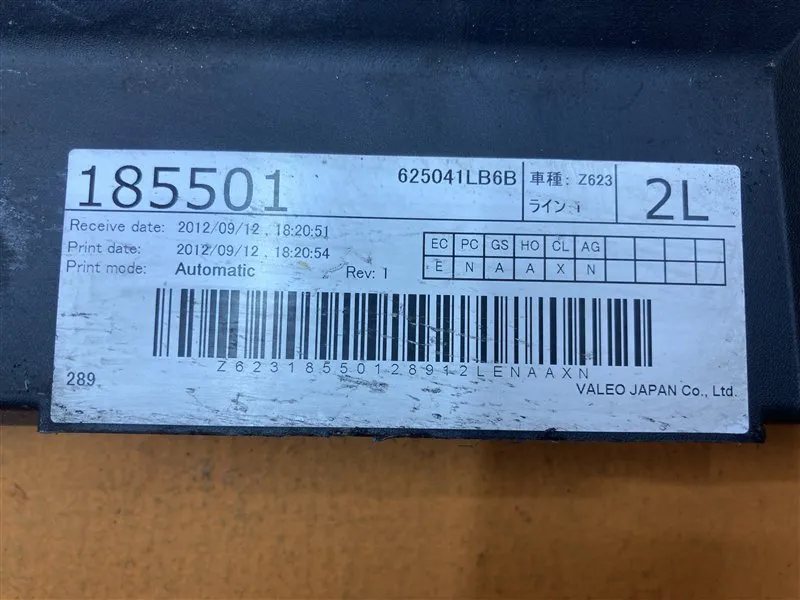 185501
625041LB6B
車種: Z623
ライン: 1
2L
Receive date: 2012/09/12 , 18:20:51
Print date: 2012/09/12 , 18:20:54
Print mode: Automatic Rev: 1
EC PC GS HO CL AG
E N A A X N
Z62318550128912LENAAXN
289
VALEO JAPAN Co., Ltd.